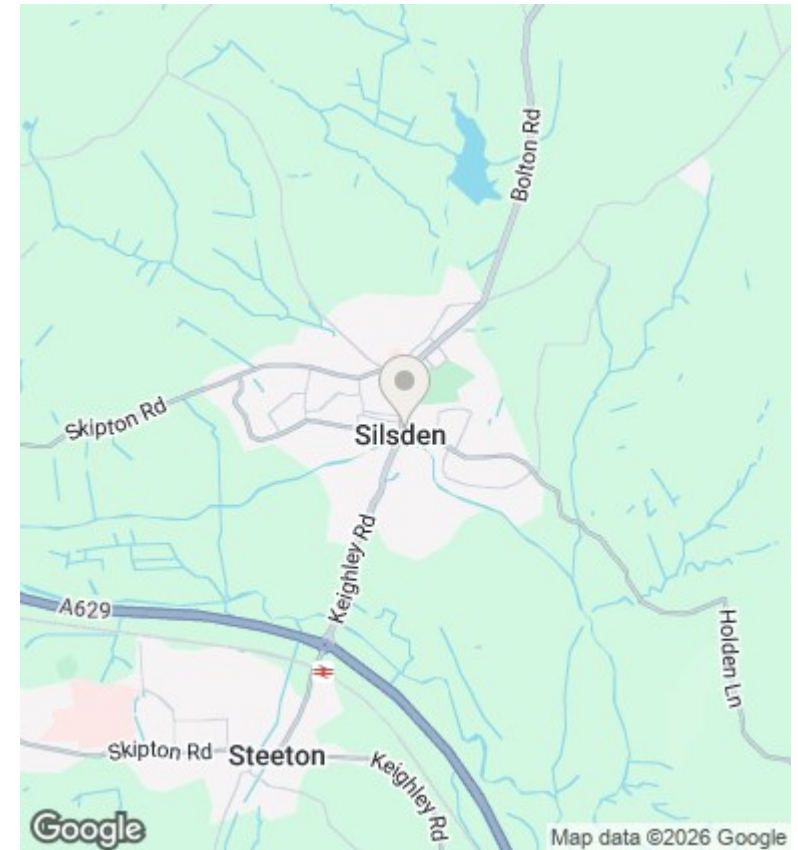 Bolton Rd
Skipton Rd
Silsden
Keighley Rd
A629
Holden Ln
Skipton Rd
Steeton
Keighley Rd
Google
Map data ©2026 Google